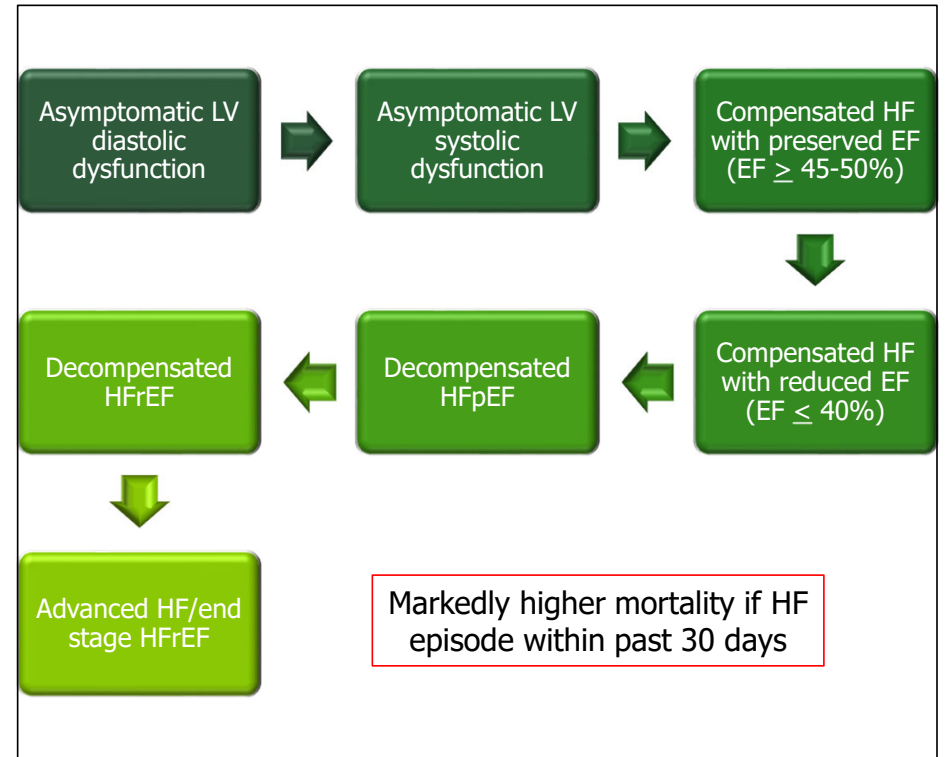 Asymptomatic LV
diastolic
dysfunction
Asymptomatic LV
systolic
dysfunction
Compensated HF
with preserved EF
(EF ≥ 45-50%)
Compensated HF
with reduced EF
(EF ≤ 40%)
Decompensated
HFpEF
Decompensated
HFrEF
Advanced HF/end
stage HFrEF
Markedly higher mortality if HF
episode within past 30 days